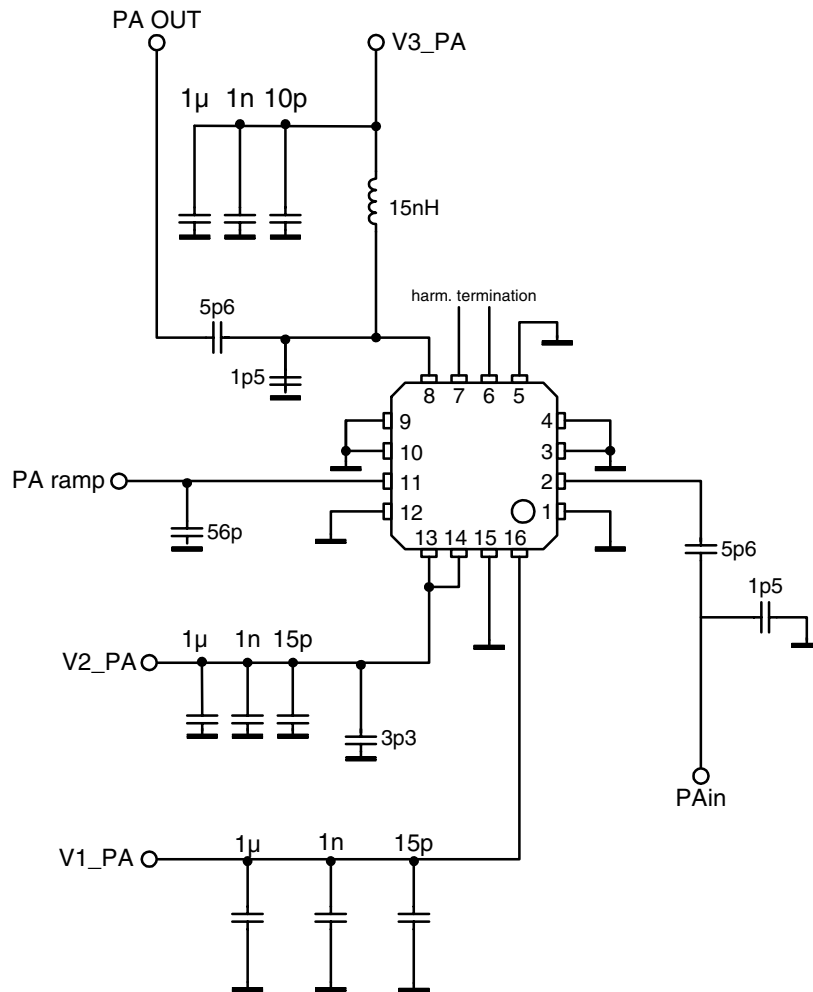 PA OUT
V3_PA
1µ 1n 10p
15nH
harm. termination
5p6
1p5
8 7 6 5
9 4
10 3
PA ramp 11 2
12 1
56p
13 14 15 16
5p6
1p5
1µ 1n 15p
V2_PA
3p3
PAin
1µ 1n 15p
V1_PA